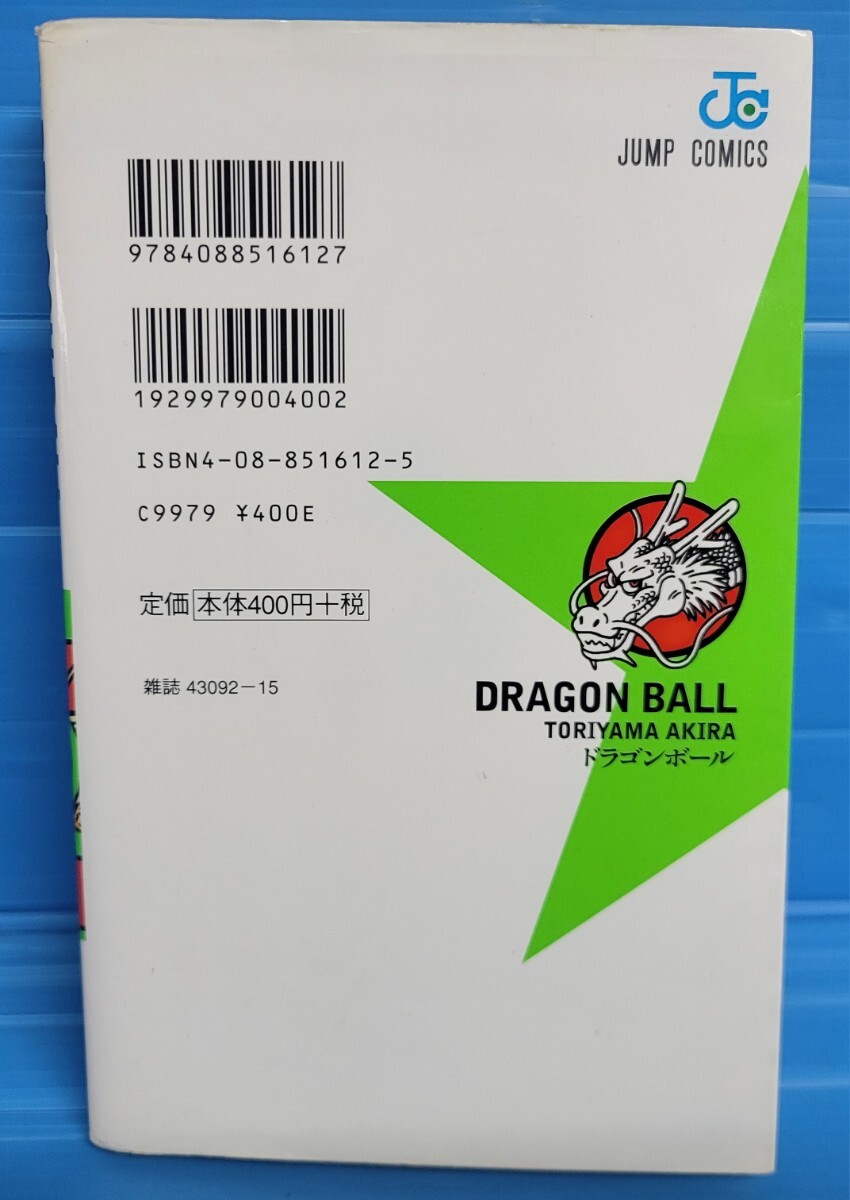 JC
JUMP COMICS
9784088516127
1929979004002
ISBN4-08-851612-5
C9979 ¥400E
定価 本体400円+税
雑誌 43092-15
DRAGON BALL
TORIYAMA AKIRA
ドラゴンボール